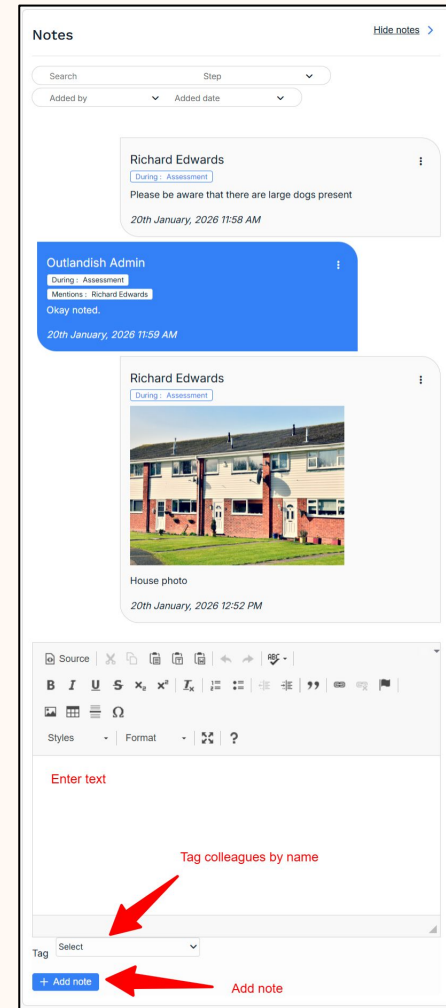 Notes
Hide notes
Search Step
Added by Added date
Richard Edwards
During : Assessment
Please be aware that there are large dogs present
20th January, 2026 11:58 AM
Outlandish Admin
During : Assessment
Mentions : Richard Edwards
Okay noted.
20th January, 2026 11:59 AM
Richard Edwards
During : Assessment
House photo
20th January, 2026 12:52 PM
Source
B I U S x₂ x² Iₓ
Ω
Styles Format ?
Enter text
Tag colleagues by name
Tag Select
+ Add note
Add note